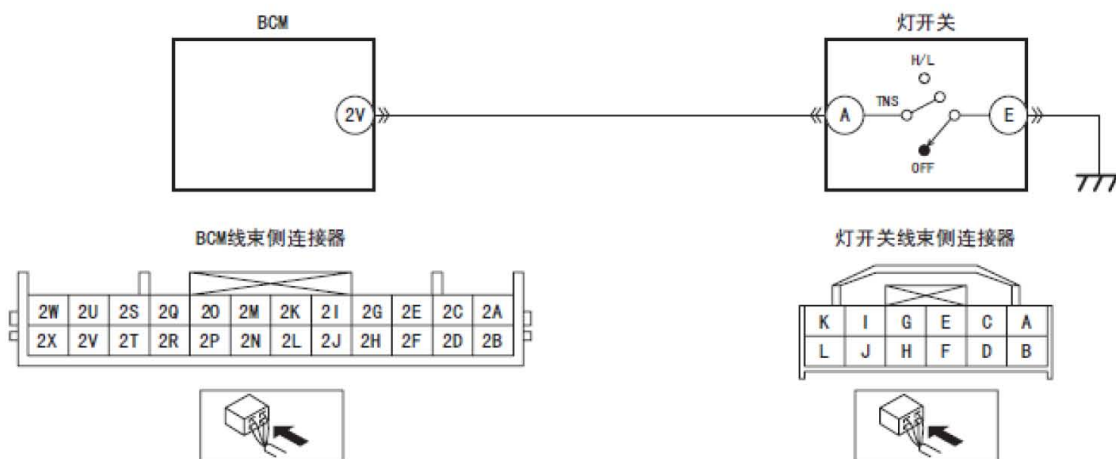 BCM 灯开关
H/L
2V A TNS E
OFF
BCM线束侧连接器 灯开关线束侧连接器
2W 2U 2S 2Q 2O 2M 2K 2I 2G 2E 2C 2A
2X 2V 2T 2R 2P 2N 2L 2J 2H 2F 2D 2B
K I G E C A
L J H F D B